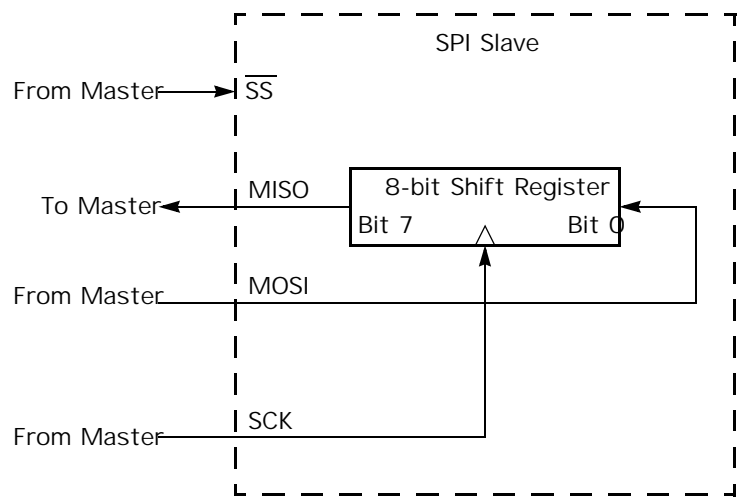 SPI Slave
From Master
SS
To Master
MISO
8-bit Shift Register
Bit 7
Bit 0
From Master
MOSI
From Master
SCK